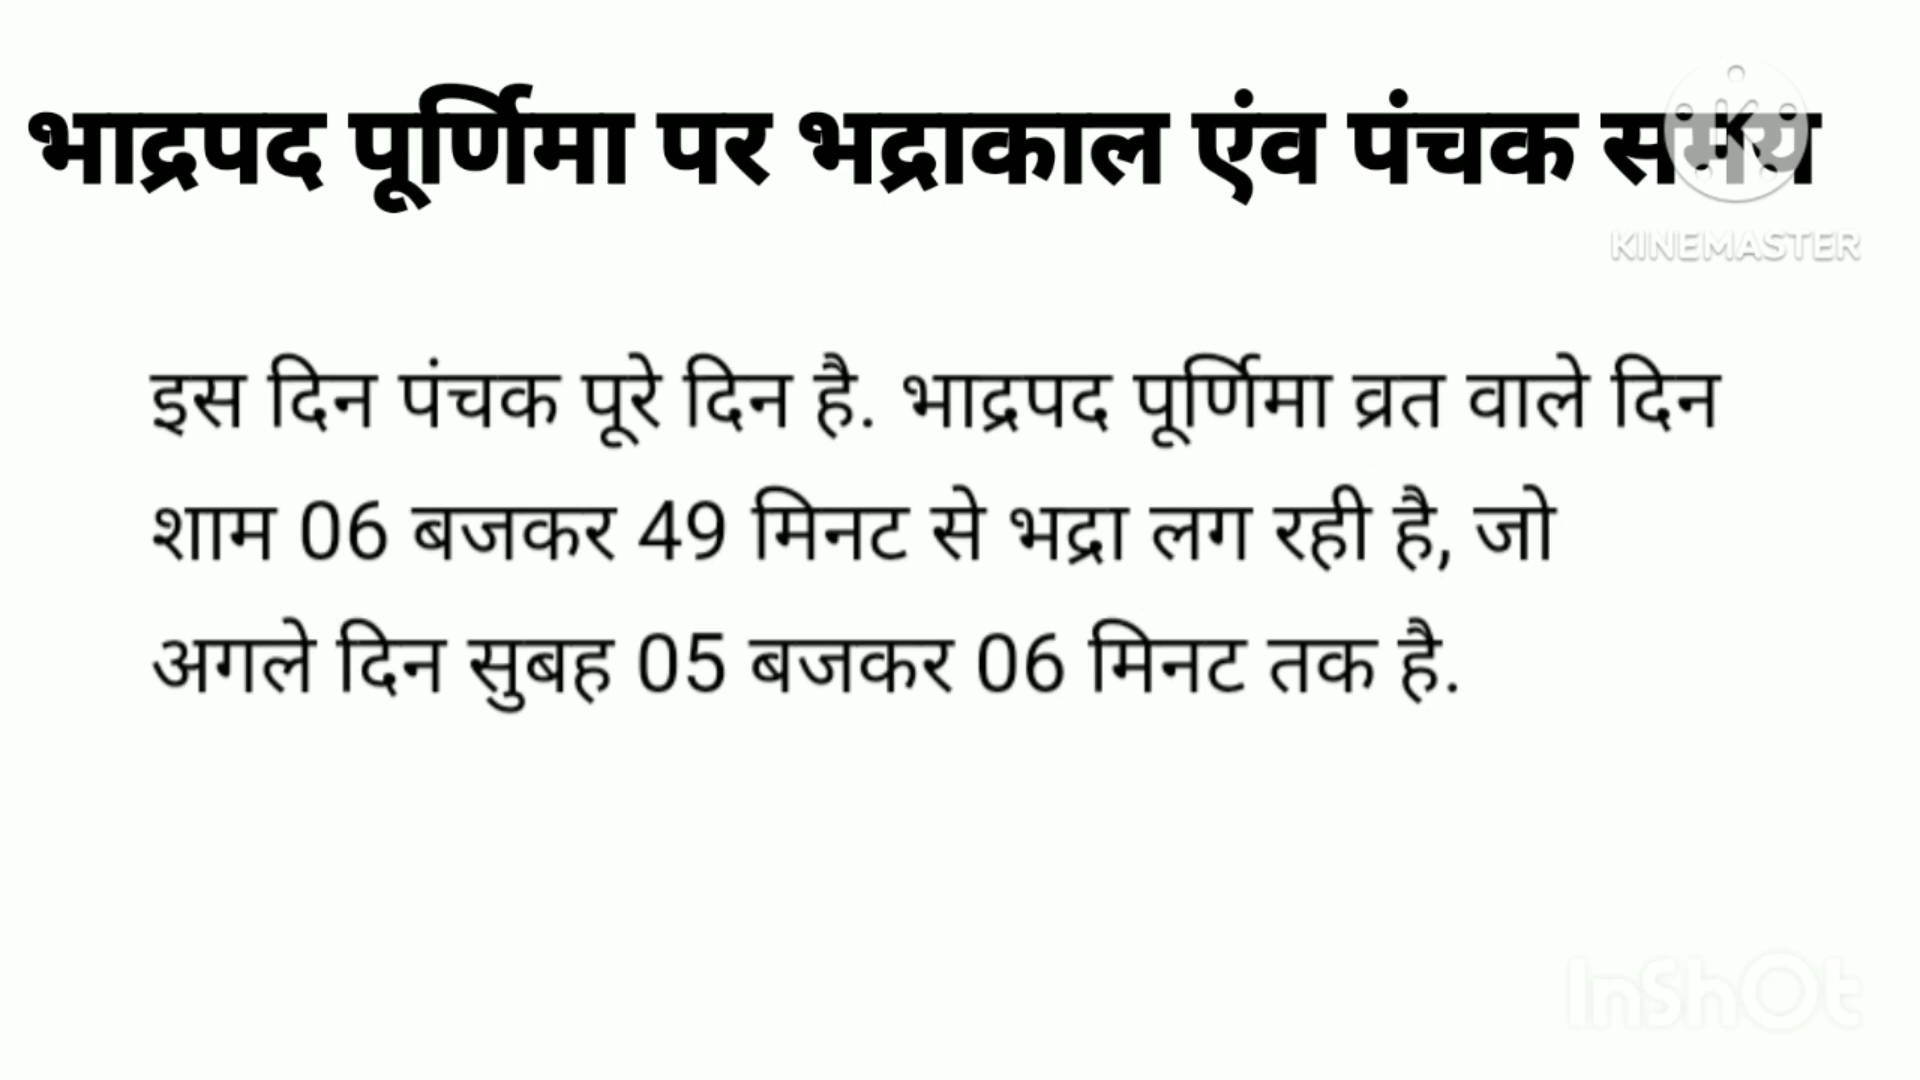 भाद्रपद पूर्णिमा पर भद्राकाल एंव पंचक समय
KINEMASTER
इस दिन पंचक पूरे दिन है. भाद्रपद पूर्णिमा व्रत वाले दिन
शाम 06 बजकर 49 मिनट से भद्रा लग रही है, जो
अगले दिन सुबह 05 बजकर 06 मिनट तक है.
InShOt